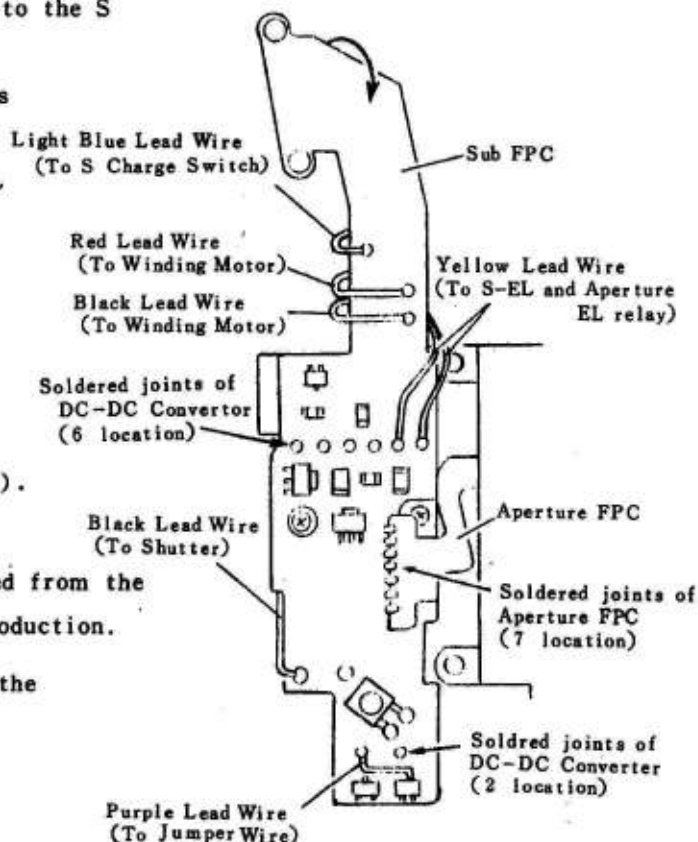 to the S
s
Light Blue Lead Wire
(To S Charge Switch)
Sub FPC
Red Lead Wire
(To Winding Motor)
Black Lead Wire
(To Winding Motor)
Yellow Lead Wire
(To S-EL and Aperture
EL relay)
Soldered joints of
DC-DC Convertor
(6 location)
).
Black Lead Wire
(To Shutter)
Aperture FPC
ed from the
oduction.
the
Soldered joints of
Aperture FPC
(7 location)
Soldred joints of
DC-DC Converter
(2 location)
Purple Lead Wire
(To Jumper Wire)